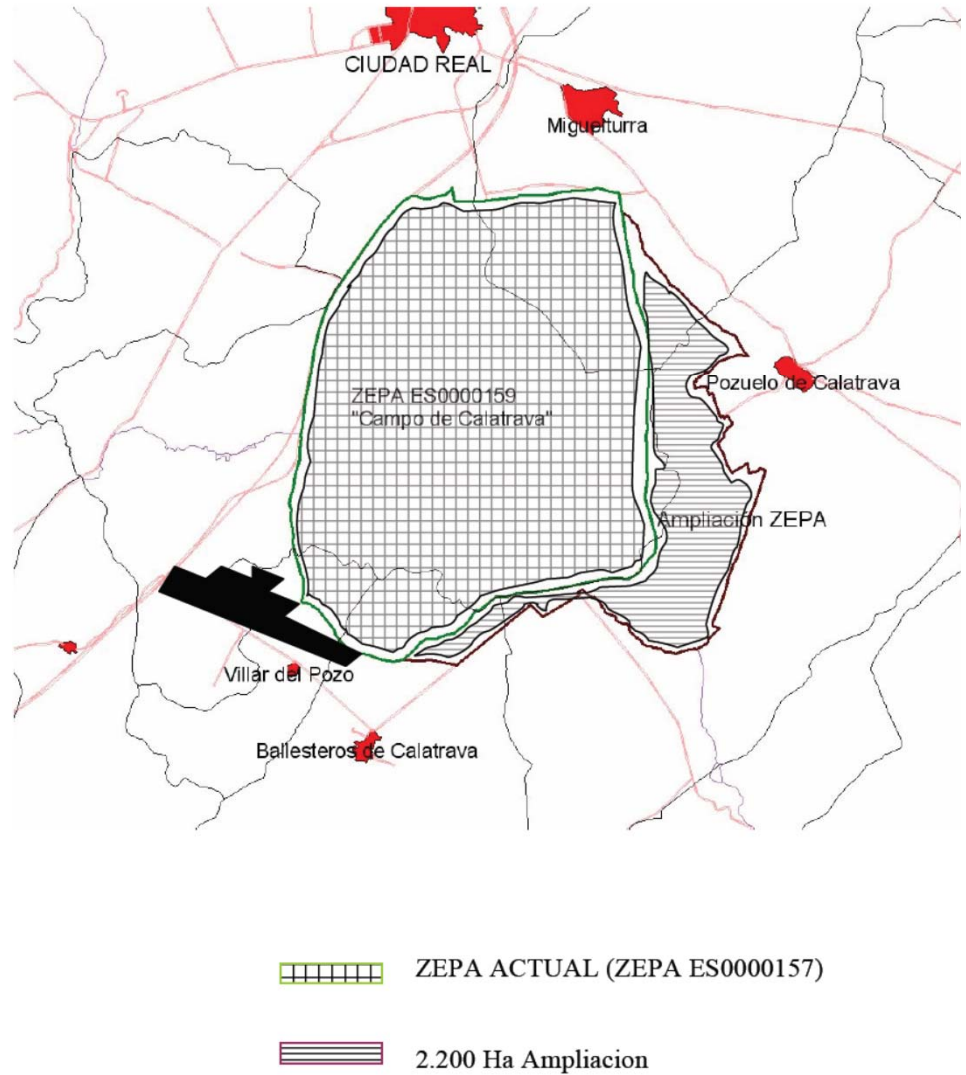 CIUDAD REAL
Miguelturra
Pozuelo de Calatrava
ZEPA ES0000159
"Campo de Calatrava"
Ampliación ZEPA
Villar del Pozo
Ballesteros de Calatrava
ZEPA ACTUAL (ZEPA ES0000157)
2.200 Ha Ampliacion